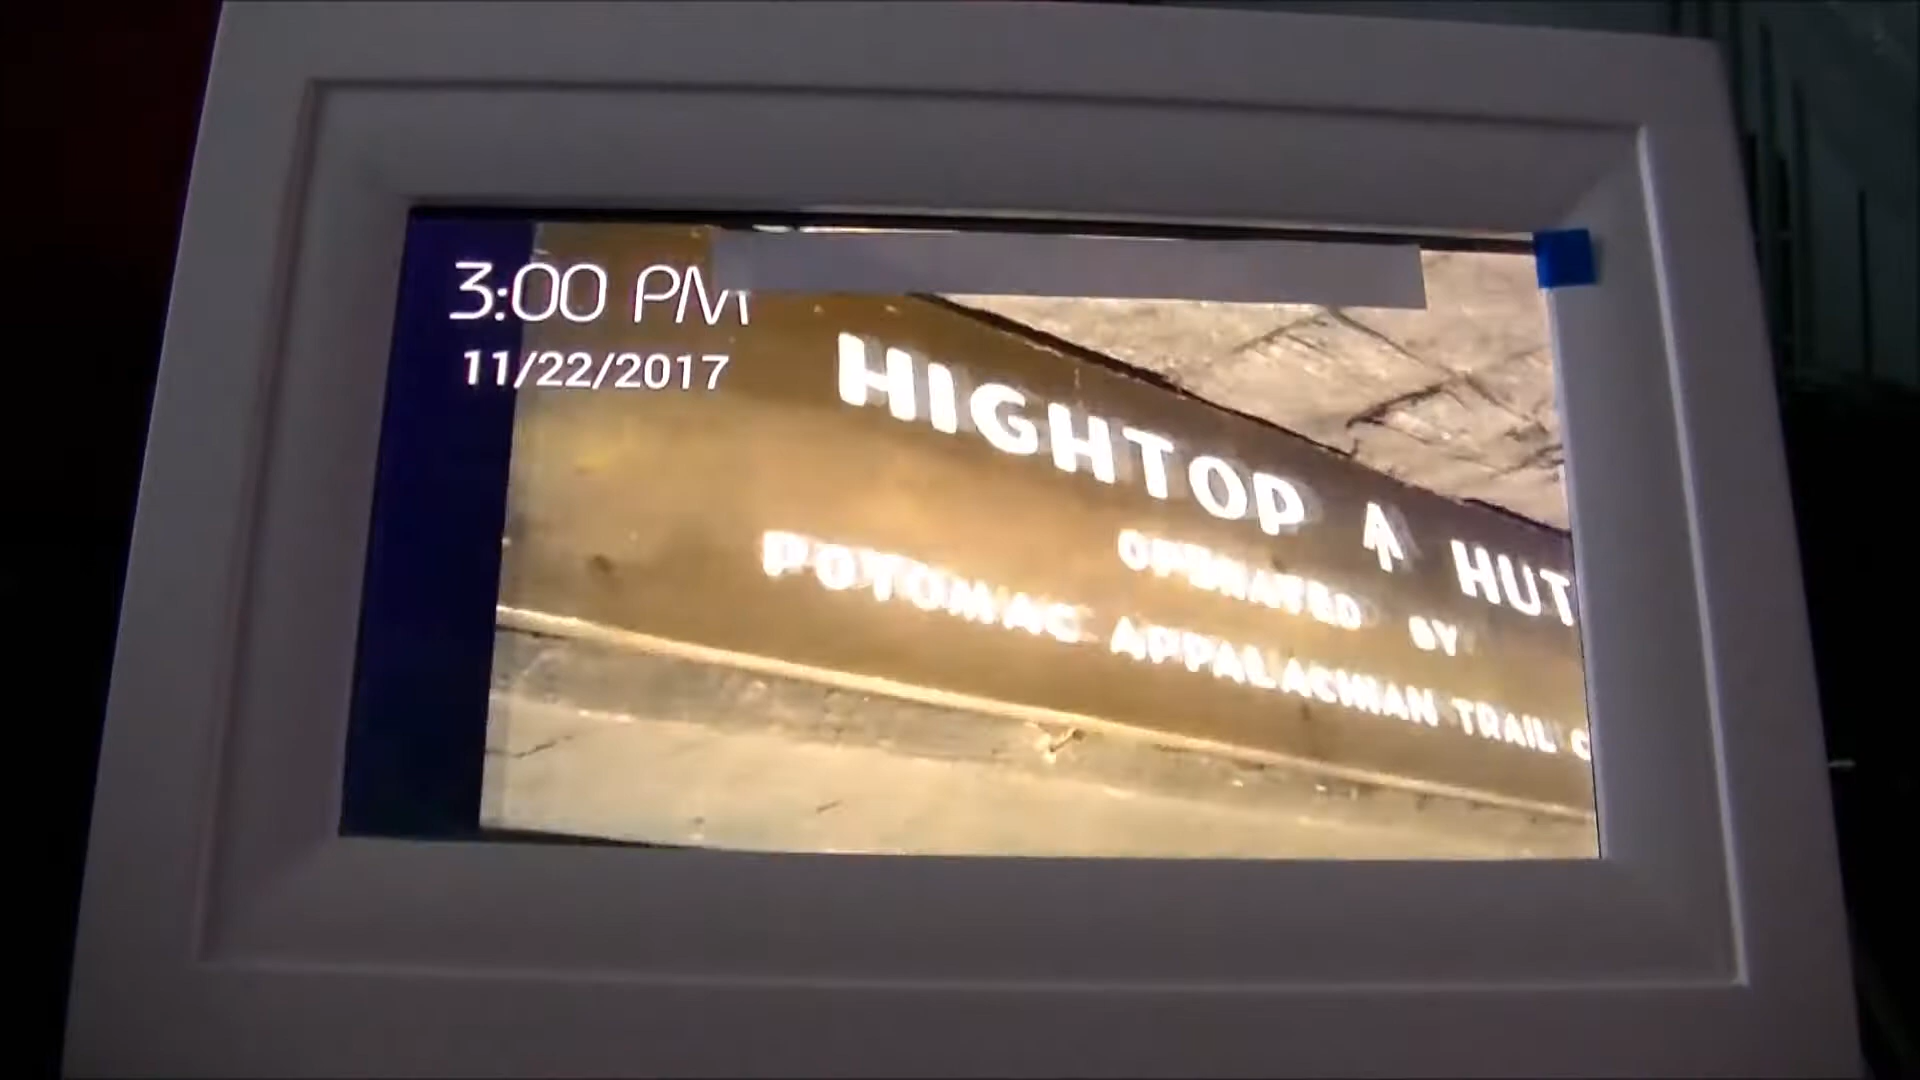 3:00 PM
11/22/2017
HIGHTOP HUT
OPERATED BY
POTOMAC APPALACHIAN TRAIL C